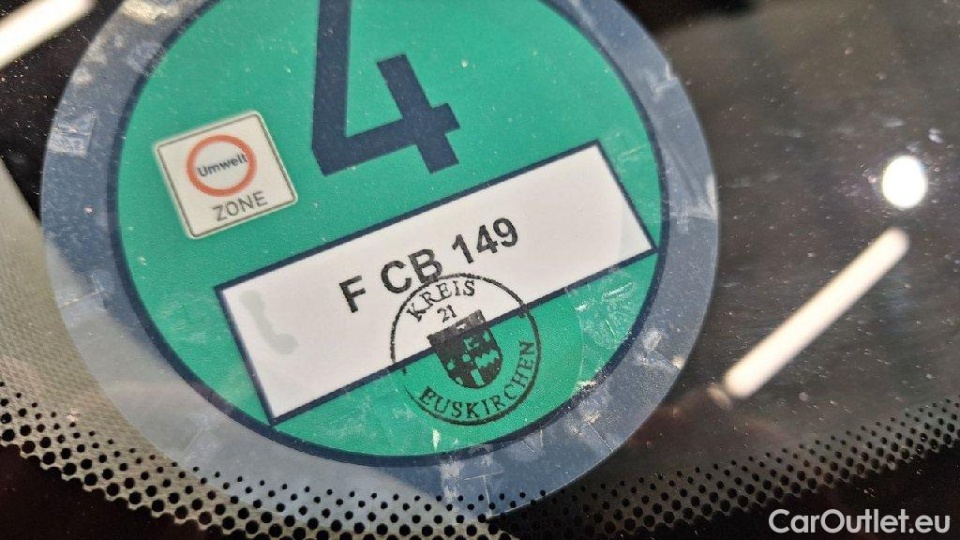 4
Umwelt
ZONE
F CB 149
KREIS
21
EUSKIRCHEN
CarOutlet.eu